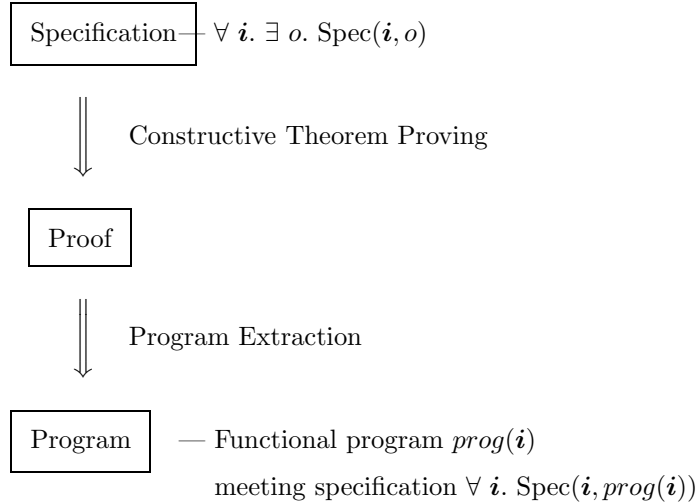 Specification — ∀ i. ∃ o. Spec(i, o)
Constructive Theorem Proving
Proof
Program Extraction
Program — Functional program prog(i)
meeting specification ∀ i. Spec(i, prog(i))